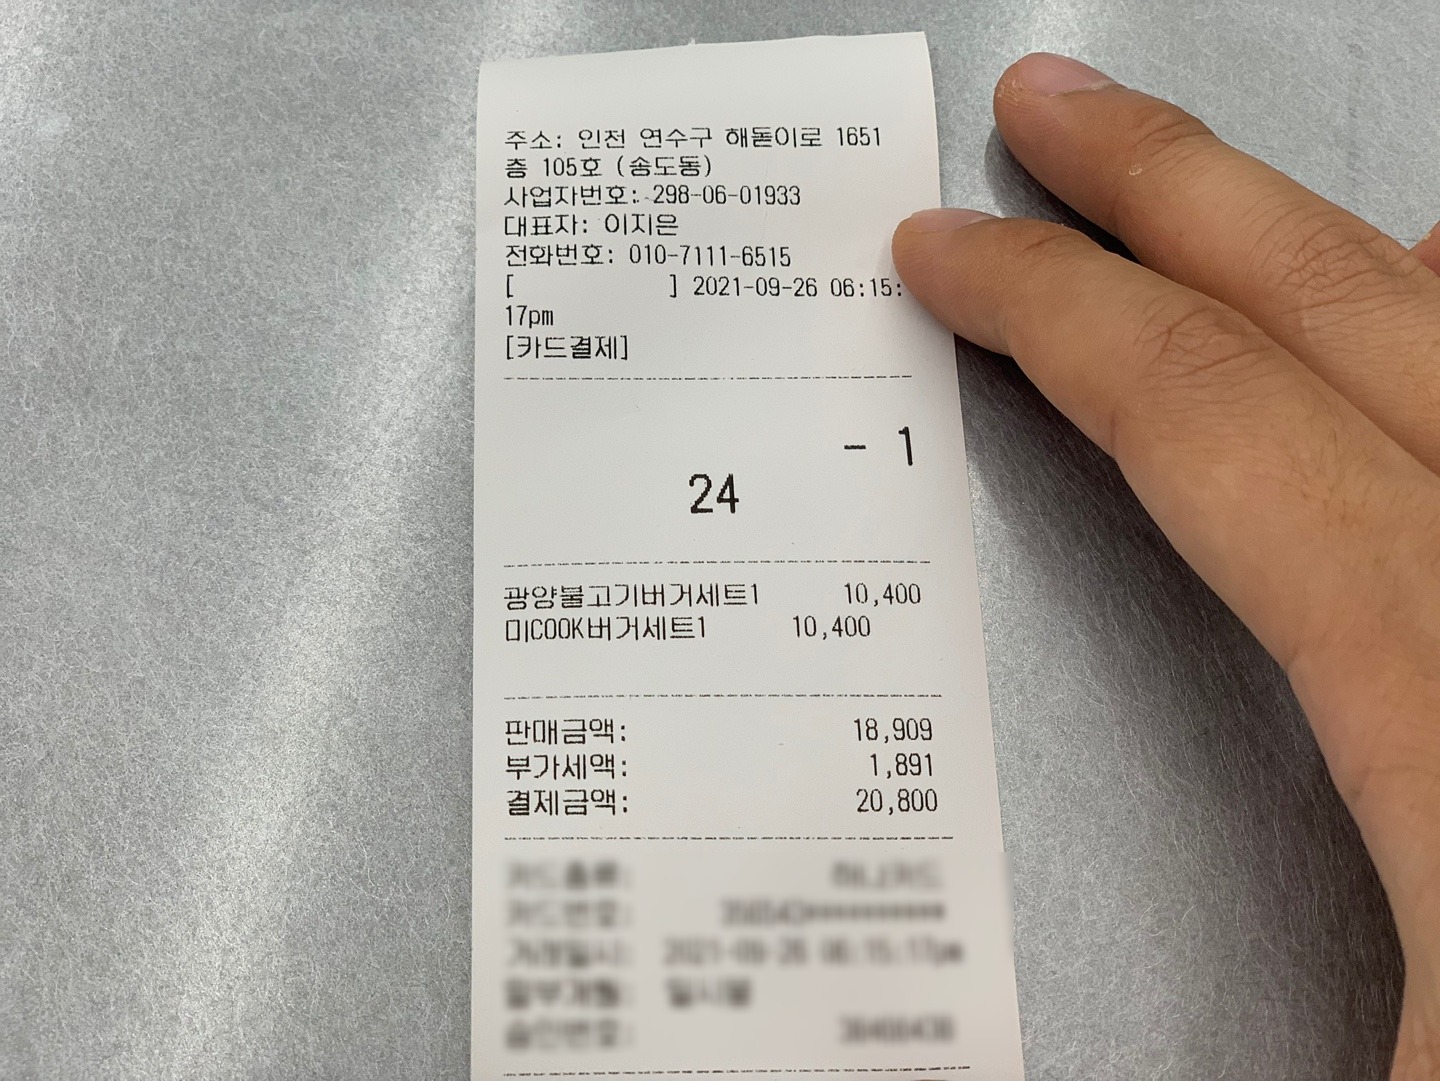 주소: 인천 연수구 해돋이로 1651
층 105호 (송도동)
사업자번호: 298-06-01933
대표자: 이지은
전화번호: 010-7111-6515
[ ] 2021-09-26 06:15:
17pm
[카드결제]
- 1
24
광양불고기버거세트1 10,400
미COOK버거세트1 10,400
판매금액: 18,909
부가세액: 1,891
결제금액: 20,800